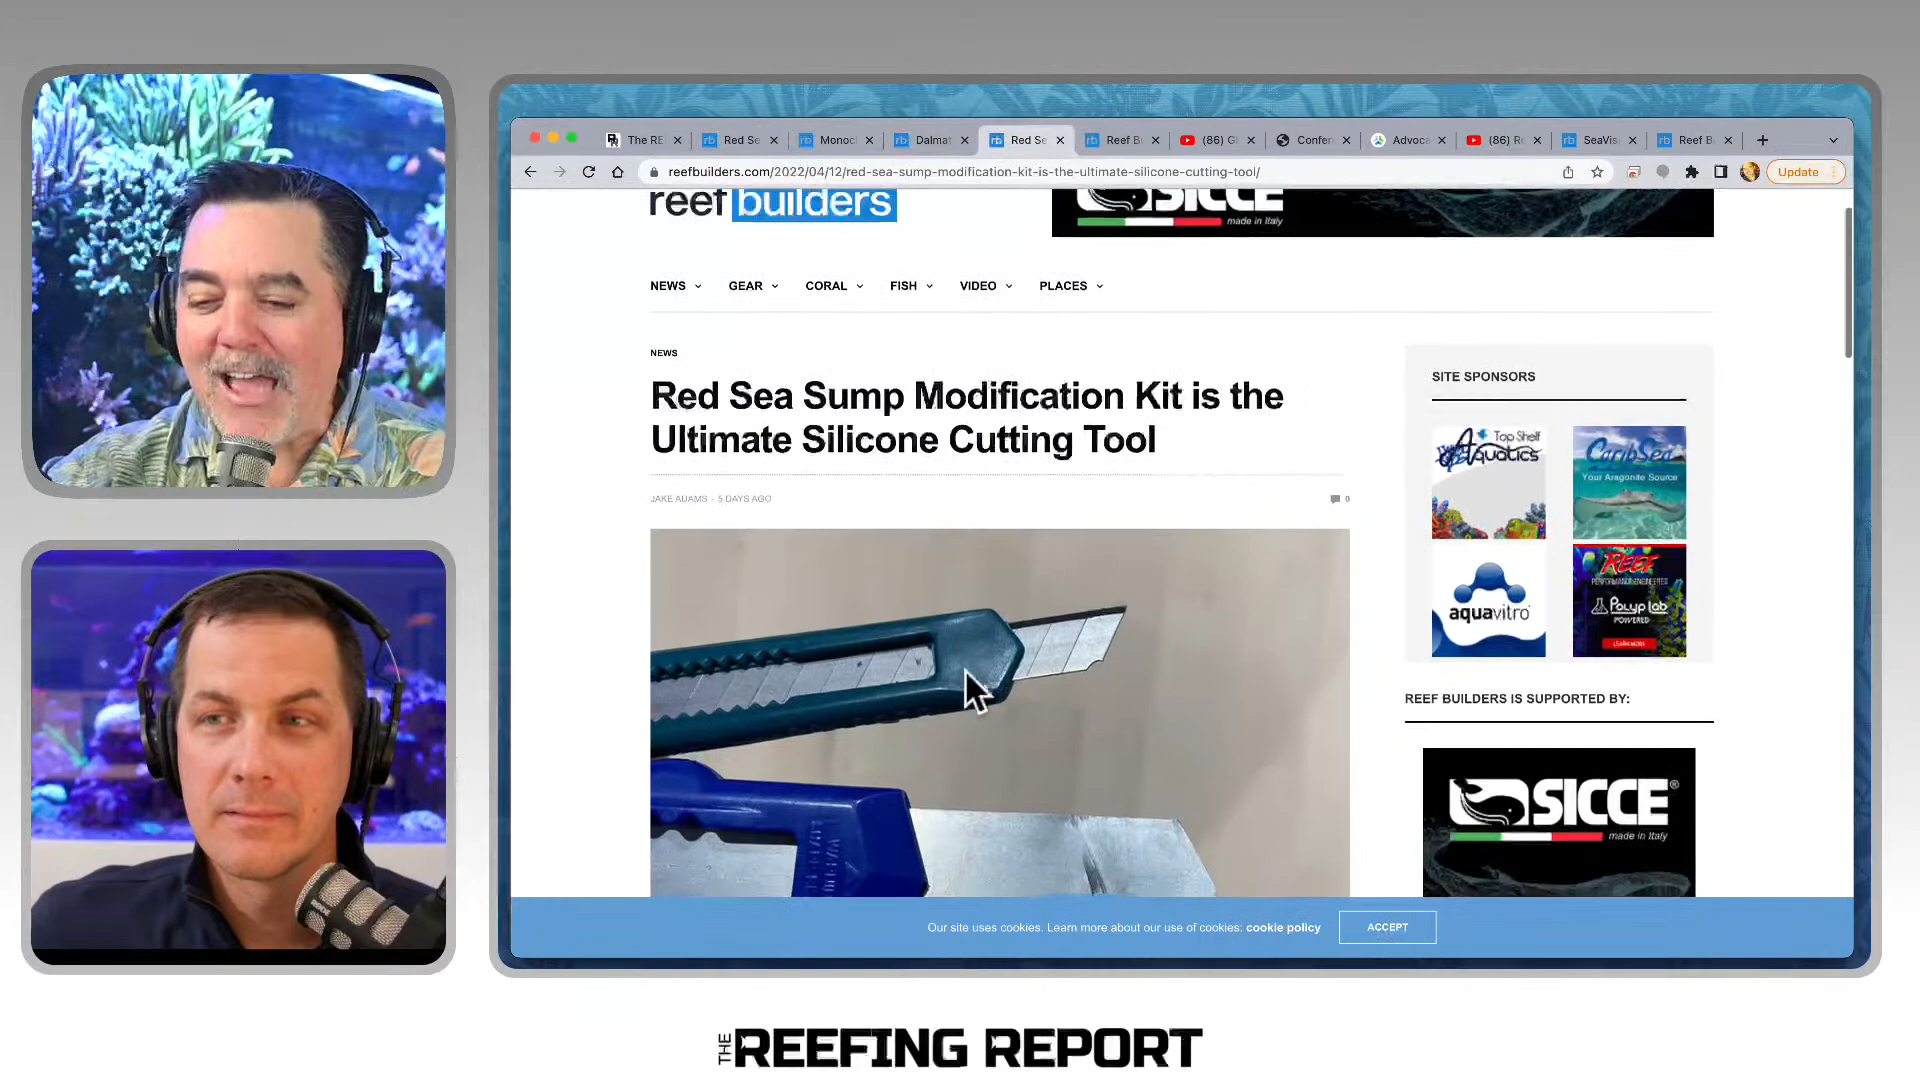 The RE
Red Se
Monoc
Dalmat
Red Se
Reef B
(86) G
Confer
Advoca
(86) R
SeaVis
Reef B
reefbuilders.com/2022/04/12/red-sea-sump-modification-kit-is-the-ultimate-silicone-cutting-tool/
Update
reef builders
SICCE
made in Italy
NEWS GEAR CORAL FISH VIDEO PLACES
NEWS
Red Sea Sump Modification Kit is the
Ultimate Silicone Cutting Tool
JAKE ADAMS - 5 DAYS AGO
0
SITE SPONSORS
Top Shelf
Aquatics
CaribSea
Your Aragonite Source
aquavitro
REEF
PERFORMANCE ENGINEERED
Polyp lab
POWERED
LEARN MORE
REEF BUILDERS IS SUPPORTED BY:
SICCE®
made in Italy
Our site uses cookies. Learn more about our use of cookies: cookie policy
ACCEPT
THE REEFING REPORT